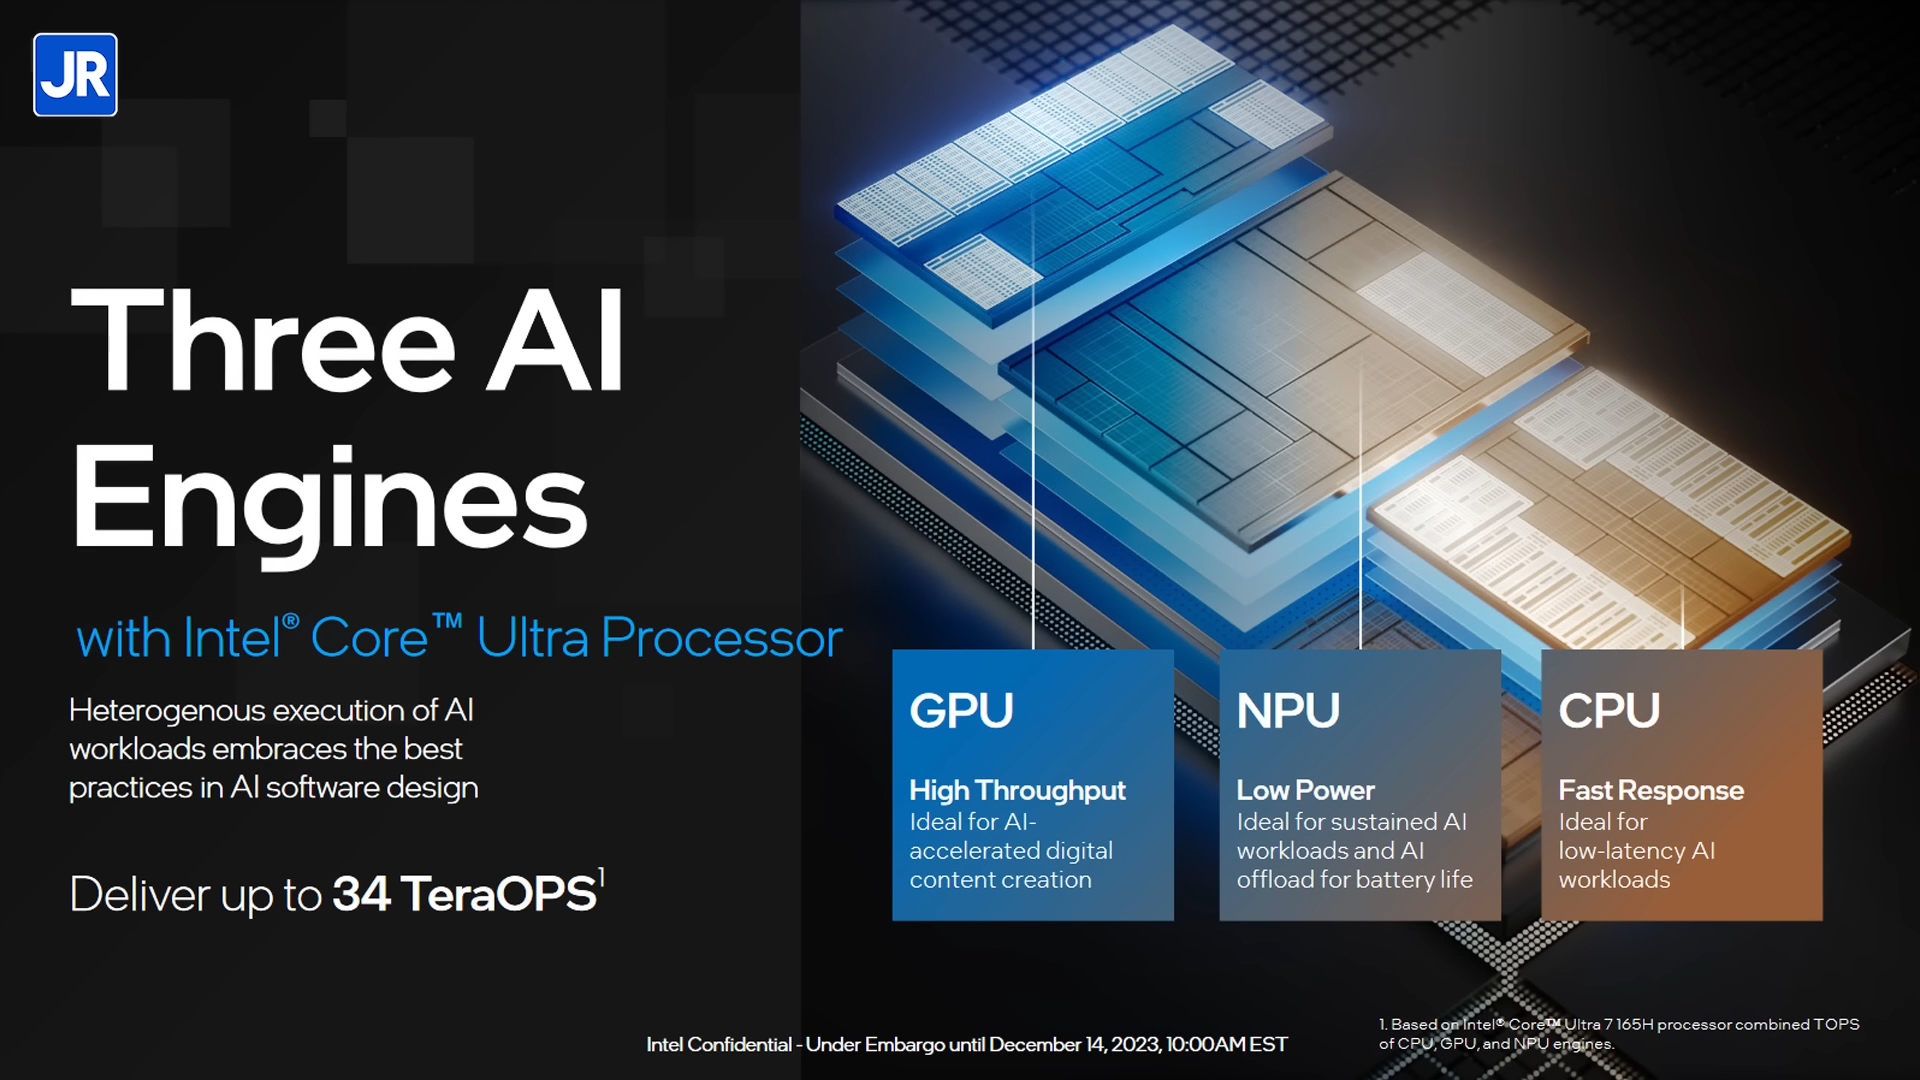 JR
Three AI
Engines
with Intel® Core™ Ultra Processor
Heterogenous execution of AI
workloads embraces the best
practices in AI software design
Deliver up to 34 TeraOPS¹
GPU
High Throughput
Ideal for AI-
accelerated digital
content creation
NPU
Low Power
Ideal for sustained AI
workloads and AI
offload for battery life
CPU
Fast Response
Ideal for
low-latency AI
workloads
Intel Confidential - Under Embargo until December 14, 2023, 10:00AM EST
1. Based on Intel® Core™ Ultra 7 165H processor combined TOPS
of CPU, GPU, and NPU engines.